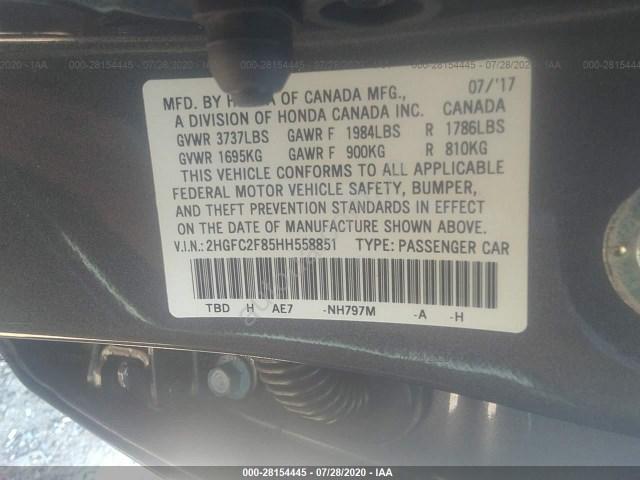 000-28154445 - 07/28/2020 - IAA
MFD. BY H A OF CANADA MFG., 07/'17
A DIVISION OF HONDA CANADA INC. CANADA
GVWR 3737LBS GAWR F 1984LBS R 1786LBS
GVWR 1695KG GAWR F 900KG R 810KG
THIS VEHICLE CONFORMS TO ALL APPLICABLE
FEDERAL MOTOR VEHICLE SAFETY, BUMPER,
AND THEFT PREVENTION STANDARDS IN EFFECT
ON THE DATE OF MANUFACTURE SHOWN ABOVE.
V.I.N.: 2HGFC2F85HH558851 TYPE: PASSENGER CAR
TBD H AE7 -NH797M -A -H
000-28154445 - 07/28/2020 - IAA